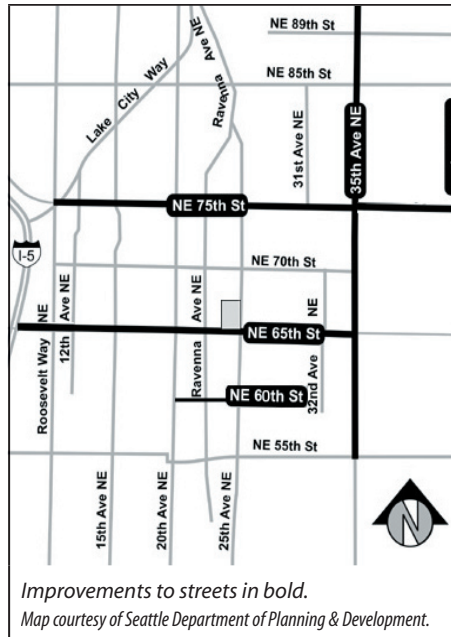 NE 89th St
Ravenna Ave NE
Lake City Way
NE 85th St
31st Ave NE
35th Ave NE
NE 75th St
I-5
NE 70th St
12th Ave NE
Ravenna Ave NE
Roosevelt Way NE
NE 65th St
32nd Ave NE
NE 60th St
NE 55th St
15th Ave NE
20th Ave NE
25th Ave NE
N
Improvements to streets in bold.
Map courtesy of Seattle Department of Planning & Development.